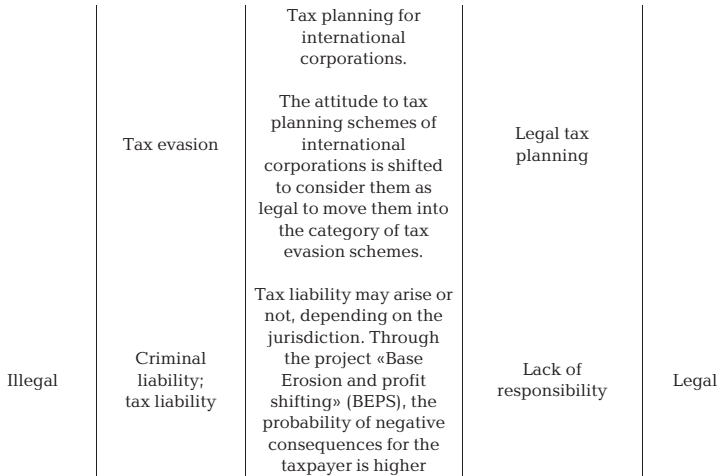 Tax planning for
international
corporations.
Tax evasion
The attitude to tax
planning schemes of
international
corporations is shifted
to consider them as
legal to move them into
the category of tax
evasion schemes.
Legal tax
planning
Illegal
Criminal
liability;
tax liability
Tax liability may arise or
not, depending on the
jurisdiction. Through
the project «Base
Erosion and profit
shifting» (BEPS), the
probability of negative
consequences for the
taxpayer is higher
Lack of
responsibility
Legal